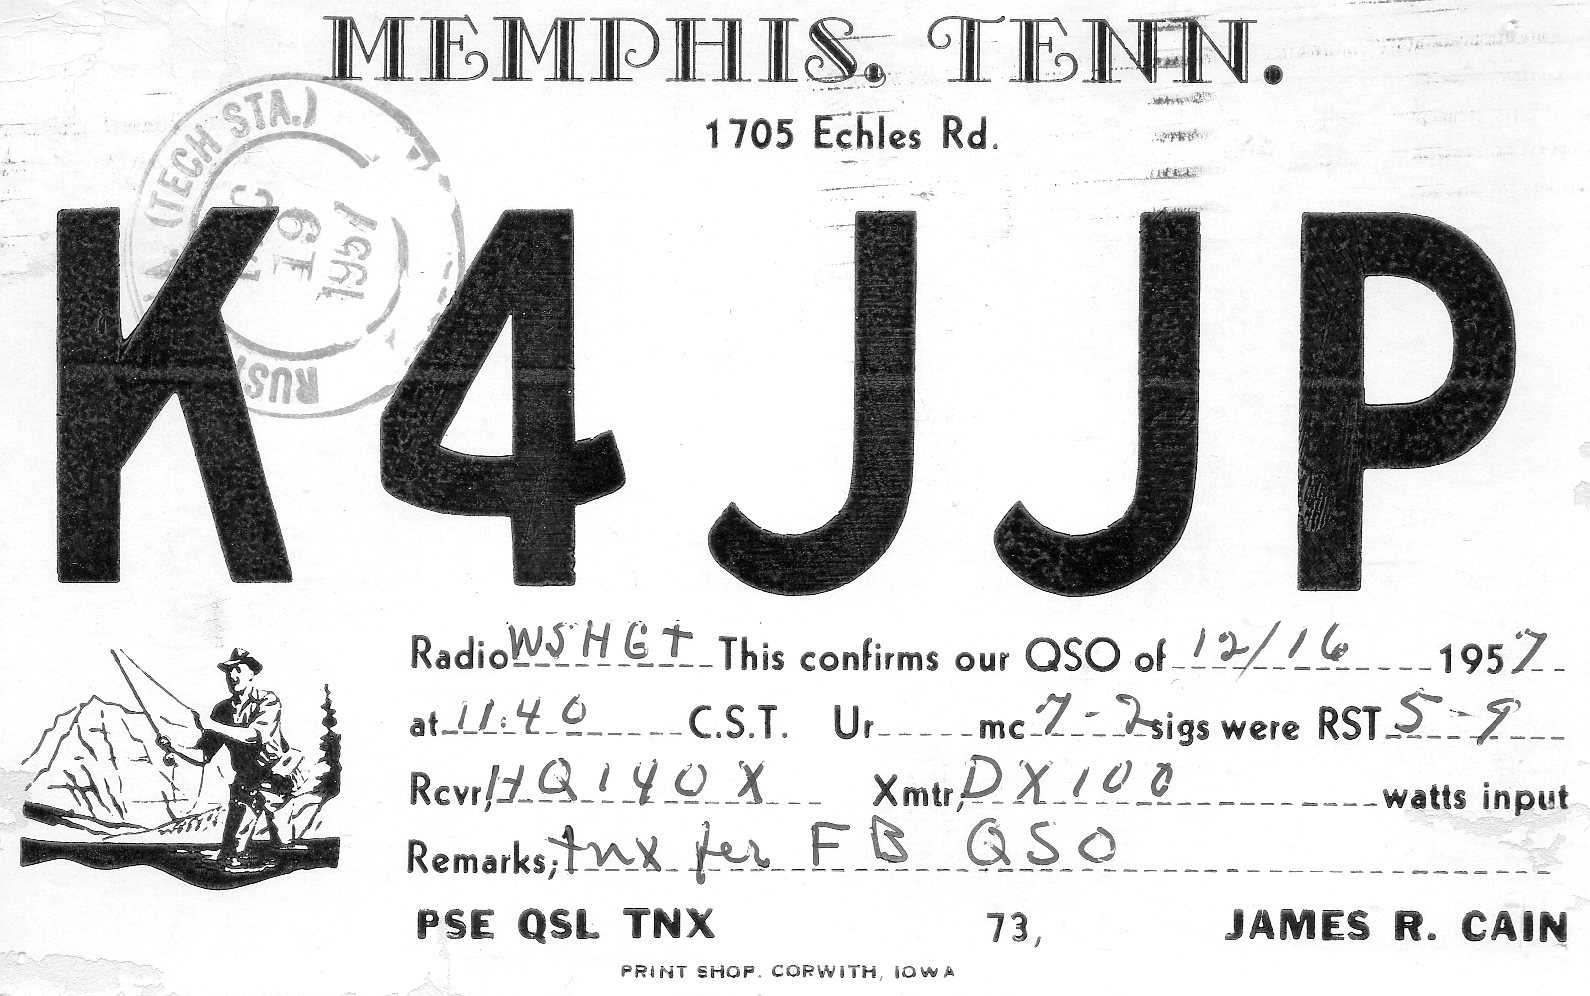 MEMPHIS, TENN.
1705 Echles Rd.
(TECH STA.)
DEC
19
1957
RUST
K4JJP
Radio W5HGT This confirms our QSO of 12/16 1957
at 11:40 C.S.T. Ur mc 7-2 sigs were RST 5-9
Rcvr; HQ140X Xmtr; DX100 watts input
Remarks; tnx fer FB QSO
PSE QSL TNX 73, JAMES R. CAIN
PRINT SHOP, CORWITH, IOWA